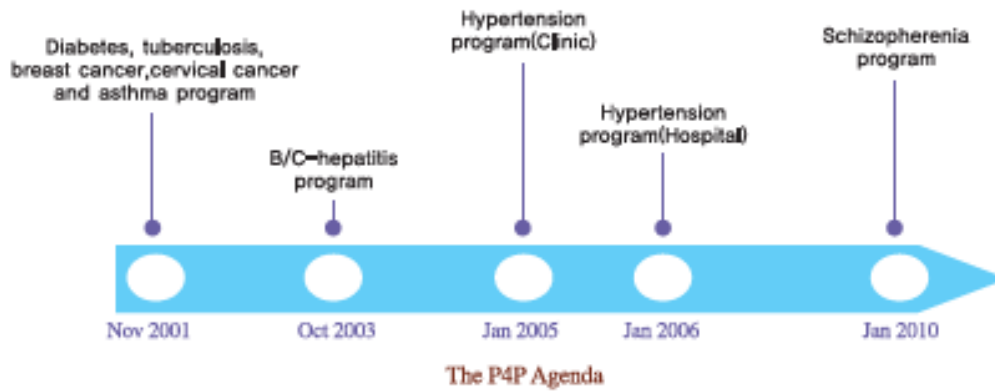 Diabetes, tuberculosis,
breast cancer,cervical cancer
and asthma program
B/C-hepatitis
program
Hypertension
program(Clinic)
Hypertension
program(Hospital)
Schizopherenia
program
Nov 2001
Oct 2003
Jan 2005
Jan 2006
Jan 2010
The P4P Agenda